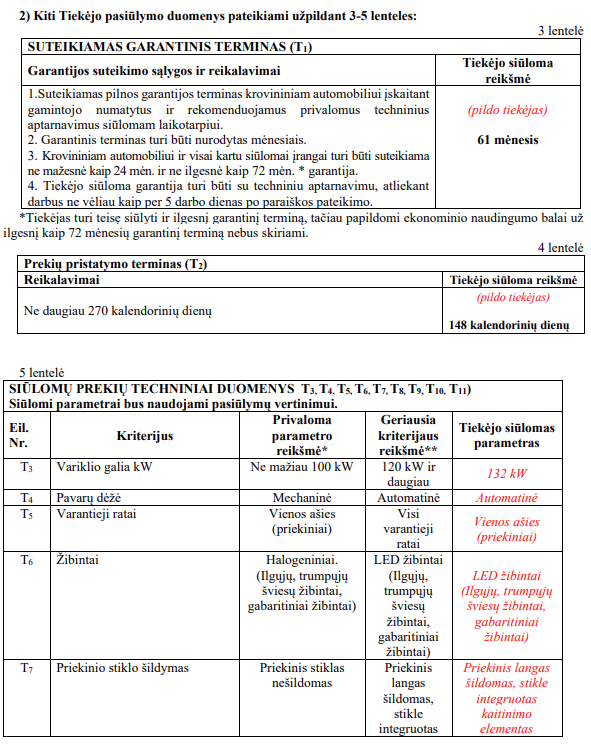 2) Kiti Tiekėjo pasiūlymo duomenys pateikiami užpildant 3-5 lenteles:
3 lentelė
SUTEIKIAMAS GARANTINIS TERMINAS (T1)
Garantijos suteikimo sąlygos ir reikalavimai
Tiekėjo siūloma
reikšmė
1.Suteikiamas pilnos garantijos terminas krovininiam automobiliui įskaitant
gamintojo numatytus ir rekomenduojamus privalomus techninius
aptarnavimus siūlomam laikotarpiui.
2. Garantinis terminas turi būti nurodytas mėnesiais.
3. Krovininiam automobiliui ir visai kartu siūlomai įrangai turi būti suteikiama
ne mažesnė kaip 24 mėn. ir ne ilgesnė kaip 72 mėn. * garantija.
4. Tiekėjo siūloma garantija turi būti su techniniu aptarnavimu, atliekant
darbus ne vėliau kaip per 5 darbo dienas po paraiškos pateikimo.
(pildo tiekėjas)
61 mėnesis
*Tiekėjas turi teisę siūlyti ir ilgesnį garantinį terminą, tačiau papildomi ekonominio naudingumo balai už
ilgesnį kaip 72 mėnesių garantinį terminą nebus skiriami.
4 lentelė
Prekių pristatymo terminas (T2)
Reikalavimai
Tiekėjo siūloma reikšmė
Ne daugiau 270 kalendorinių dienų
(pildo tiekėjas)
148 kalendorinių dienų
5 lentelė
SIŪLOMŲ PREKIŲ TECHNINIAI DUOMENYS T3, T4, T5, T6, T7, T8, T9, T10, T11)
Siūlomi parametrai bus naudojami pasiūlymų vertinimui.
Eil.
Nr.
Kriterijus
Privaloma
parametro
reikšmė*
Geriausia
kriterijaus
reikšmė**
Tiekėjo siūlomas
parametras
T3
Variklio galia kW
Ne mažiau 100 kW
120 kW ir
daugiau
132 kW
T4
Pavarų dėžė
Mechaninė
Automatinė
Automatinė
T5
Varantieji ratai
Vienos ašies
(priekiniai)
Visi
varantieji
ratai
Vienos ašies
(priekiniai)
T6
Žibintai
Halogeniniai.
(Ilgųjų, trumpųjų
šviesų žibintai,
gabaritiniai žibintai)
LED žibintai
(Ilgųjų,
trumpųjų
šviesų
žibintai,
gabaritiniai
žibintai)
LED žibintai
(Ilgųjų, trumpųjų
šviesų žibintai,
gabaritiniai
žibintai)
T7
Priekinio stiklo šildymas
Priekinis stiklas
nešildomas
Priekinis
langas
šildomas,
stikle
integruotas
Priekinis langas
šildomas, stikle
integruotas
kaitinimo
elementas